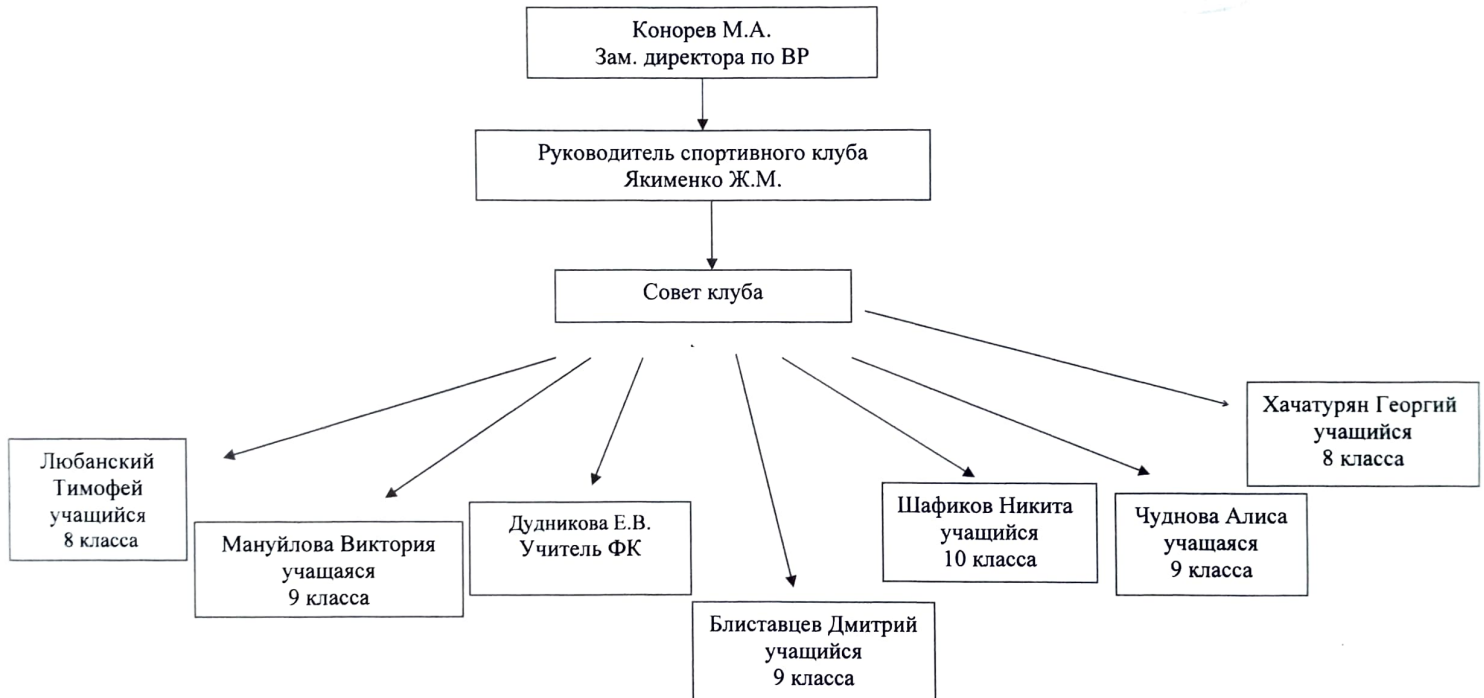 Конорев М.А.
Зам. директора по ВР
Руководитель спортивного клуба
Якименко Ж.М.
Совет клуба
Любанский
Тимофей
учащийся
8 класса
Мануйлова Виктория
учащаяся
9 класса
Дудникова Е.В.
Учитель ФК
Блиставцев Дмитрий
учащийся
9 класса
Шафиков Никита
учащийся
10 класса
Чуднова Алиса
учащаяся
9 класса
Хачатурян Георгий
учащийся
8 класса